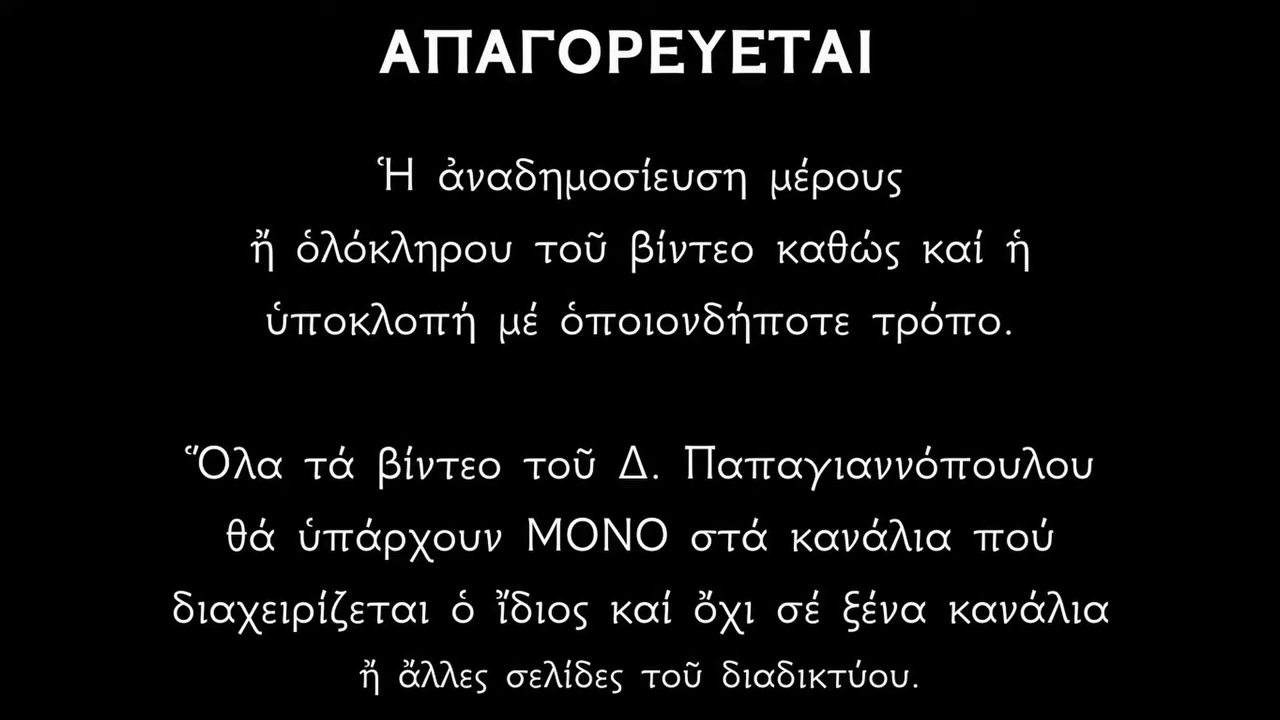 ΑΠΑΓΟΡΕΥΕΤΑΙ
Ἡ ἀναδημοσίευση μέρους
ἤ ὁλόκληρου τοῦ βίντεο καθώς καί ἡ
ὑποκλοπή μέ ὁποιονδήποτε τρόπο.
Ὅλα τά βίντεο τοῦ Δ. Παπαγιαννόπουλου
θά ὑπάρχουν ΜΟΝΟ στά κανάλια πού
διαχειρίζεται ὁ ἴδιος καί ὄχι σέ ξένα κανάλια
ἤ ἄλλες σελίδες τοῦ διαδικτύου.